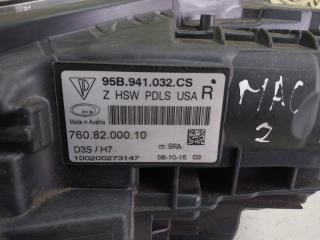 95B.941.032.CS
Z HSW PDLS USA R
Made in Austria
760.82.000.10
D3S / H7
m: SRA
100200273147
08-10-15 03
MAC
2